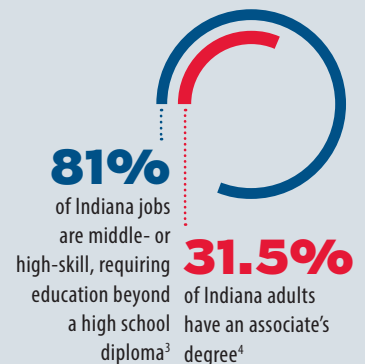 81%
of Indiana jobs
are middle- or
high-skill, requiring
education beyond
a high school
diploma³
31.5%
of Indiana adults
have an associate’s
degree⁴